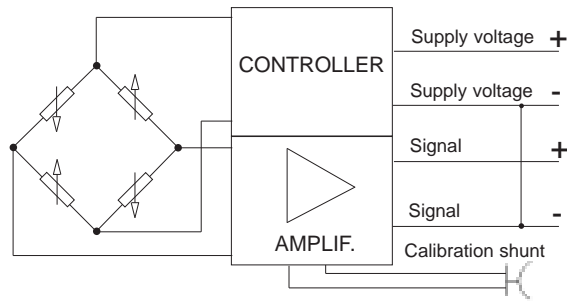 Supply voltage +
CONTROLLER
Supply voltage -
Signal +
Signal -
AMPLIF.
Calibration shunt